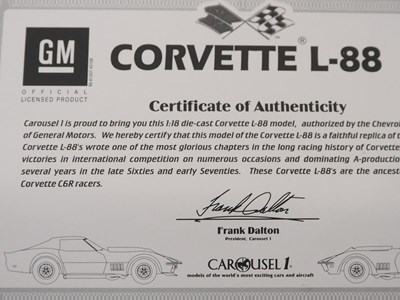 GM
OFFICIAL
LICENSED PRODUCT
CORVETTE® L-88
Certificate of Authenticity
Carousel 1 is proud to bring you this 1:18 die-cast Corvette L-88 model, authorized by the Chevrol
of General Motors. We hereby certify that this model of the Corvette L-88 is a faithful replica of t
Corvette L-88's wrote one of the most glorious chapters in the long racing history of Corvette
victories in international competition on numerous occasions and dominating A-production
several years in the late Sixties and early Seventies. These Corvette L-88's are the ancest
Corvette C6R racers.
Frank Dalton
Frank Dalton
President, Carousel 1
CAROUSEL 1.
models of the world's most exciting cars and aircraft